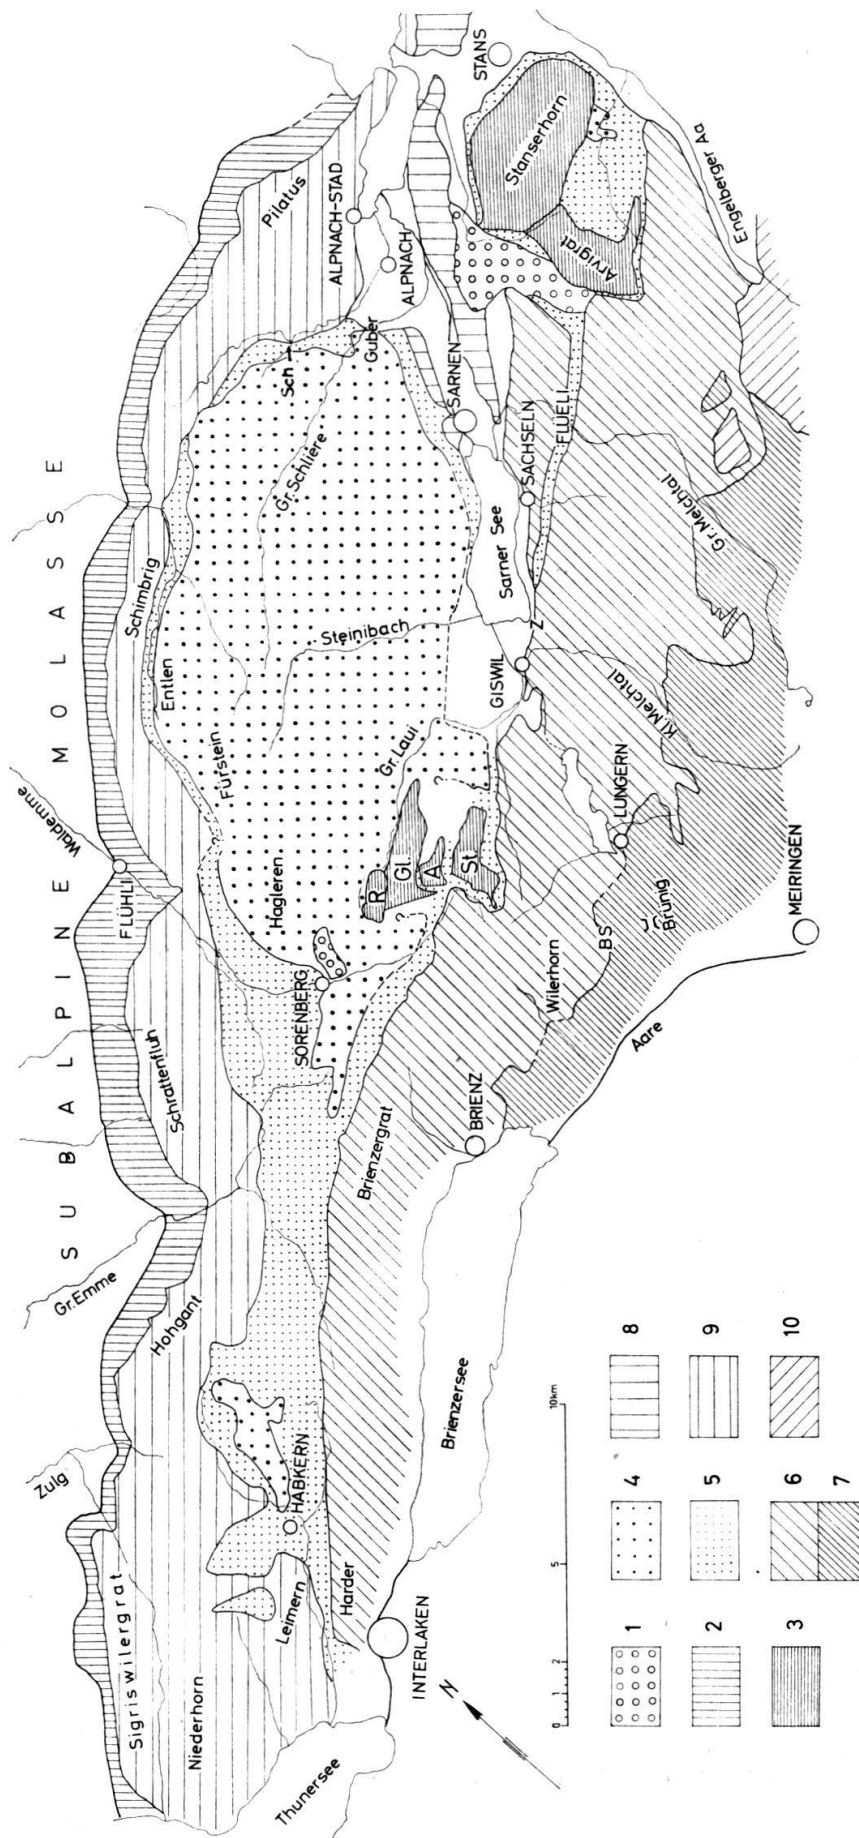 SUBALPINE MOLASSE
STANS
Stanserhorn
Arvigrat
Engelberger Aa
Pilatus
ALPNACH-STAD
ALPNACH
Guber
Sch
SARNEN
SACHSELN
FLUELI
Gr. Melchtal
Gr. Schliere
Sarner See
Schimbrig
Entlen
Steinibach
Z
GISWIL
Kl. Melchtal
Fürstein
Gr. Laui
LUNGERN
Waldemme
FLÜHLI
Hagleren
R
Gl.
A
St
BS
Brünig
MEIRINGEN
Wilerhorn
Aare
SÖRENBERG
Schrattenfluh
Brienzergrat
BRIENZ
Gr. Emme
Hohgant
Brienzersee
Zulg
HABKERN
Leimern
Harder
INTERLAKEN
Sigriswilergrat
Niederhorn
Thunersee
N
0 1 2 5 10km
1
2
3
4
5
6
7
8
9
10